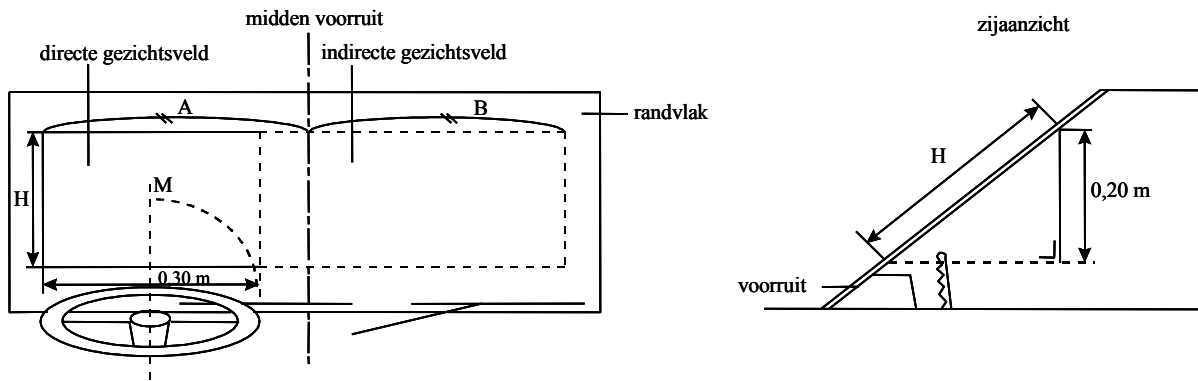 midden voorruit
directe gezichtsveld
indirecte gezichtsveld
A
B
randvlak
H
M
0,30 m
zijaanzicht
H
0,20 m
voorruit